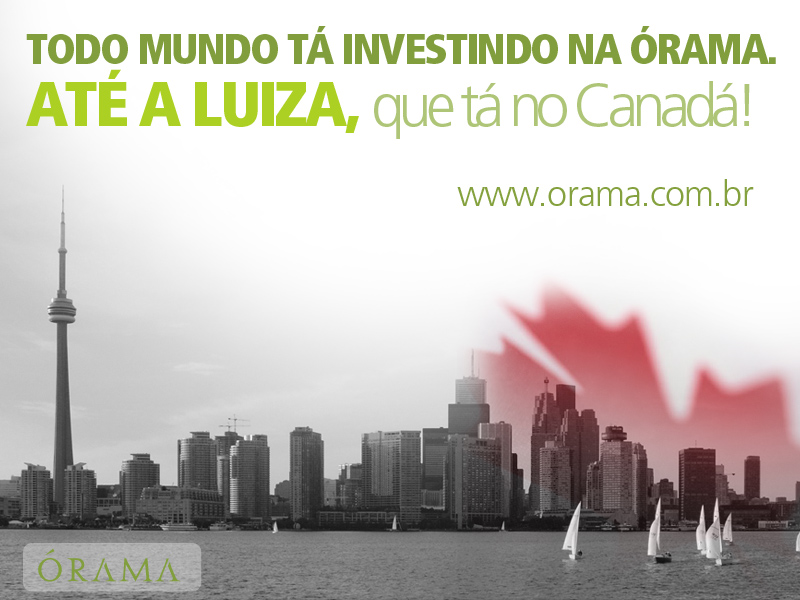 TODO MUNDO TÁ INVESTINDO NA ÓRAMA.
ATÉ A LUIZA, que tá no Canadá!
www.orama.com.br
ÓRAMA